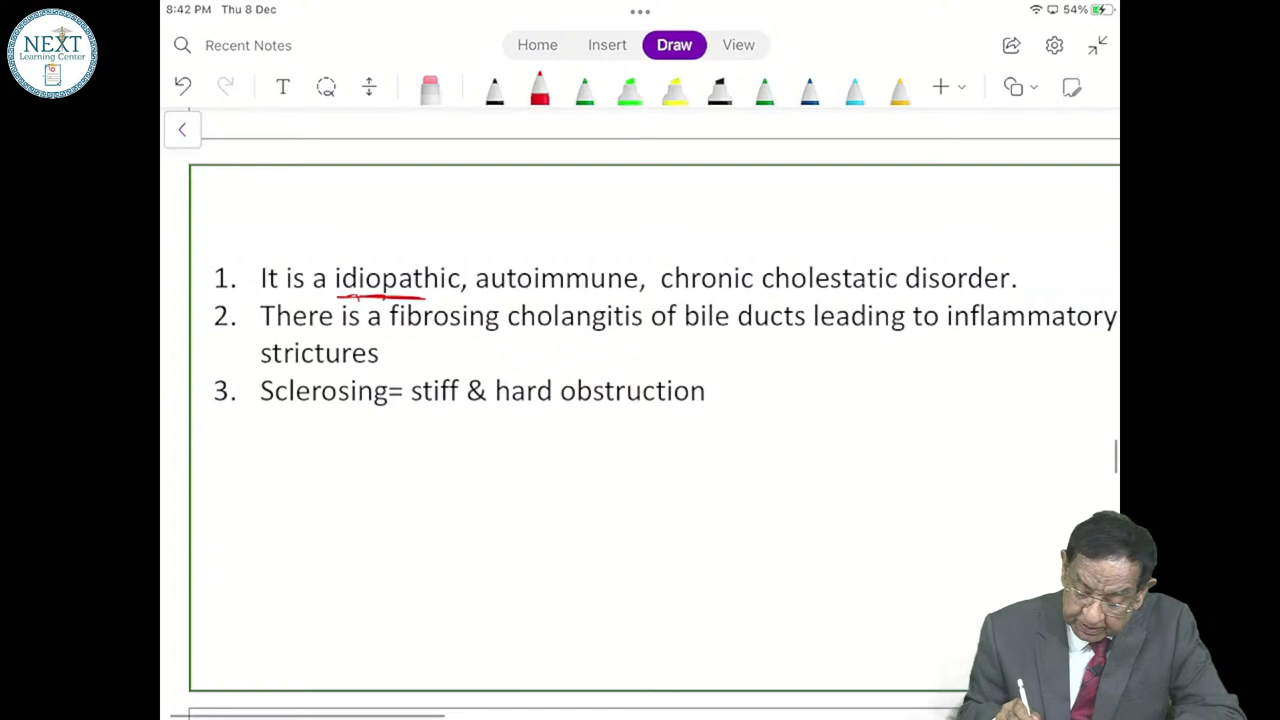 8:42 PM Thu 8 Dec
54%
NEXT
Learning Center
Recent Notes
Home Insert Draw View
T
1. It is a idiopathic, autoimmune, chronic cholestatic disorder.
2. There is a fibrosing cholangitis of bile ducts leading to inflammatory
strictures
3. Sclerosing= stiff & hard obstruction